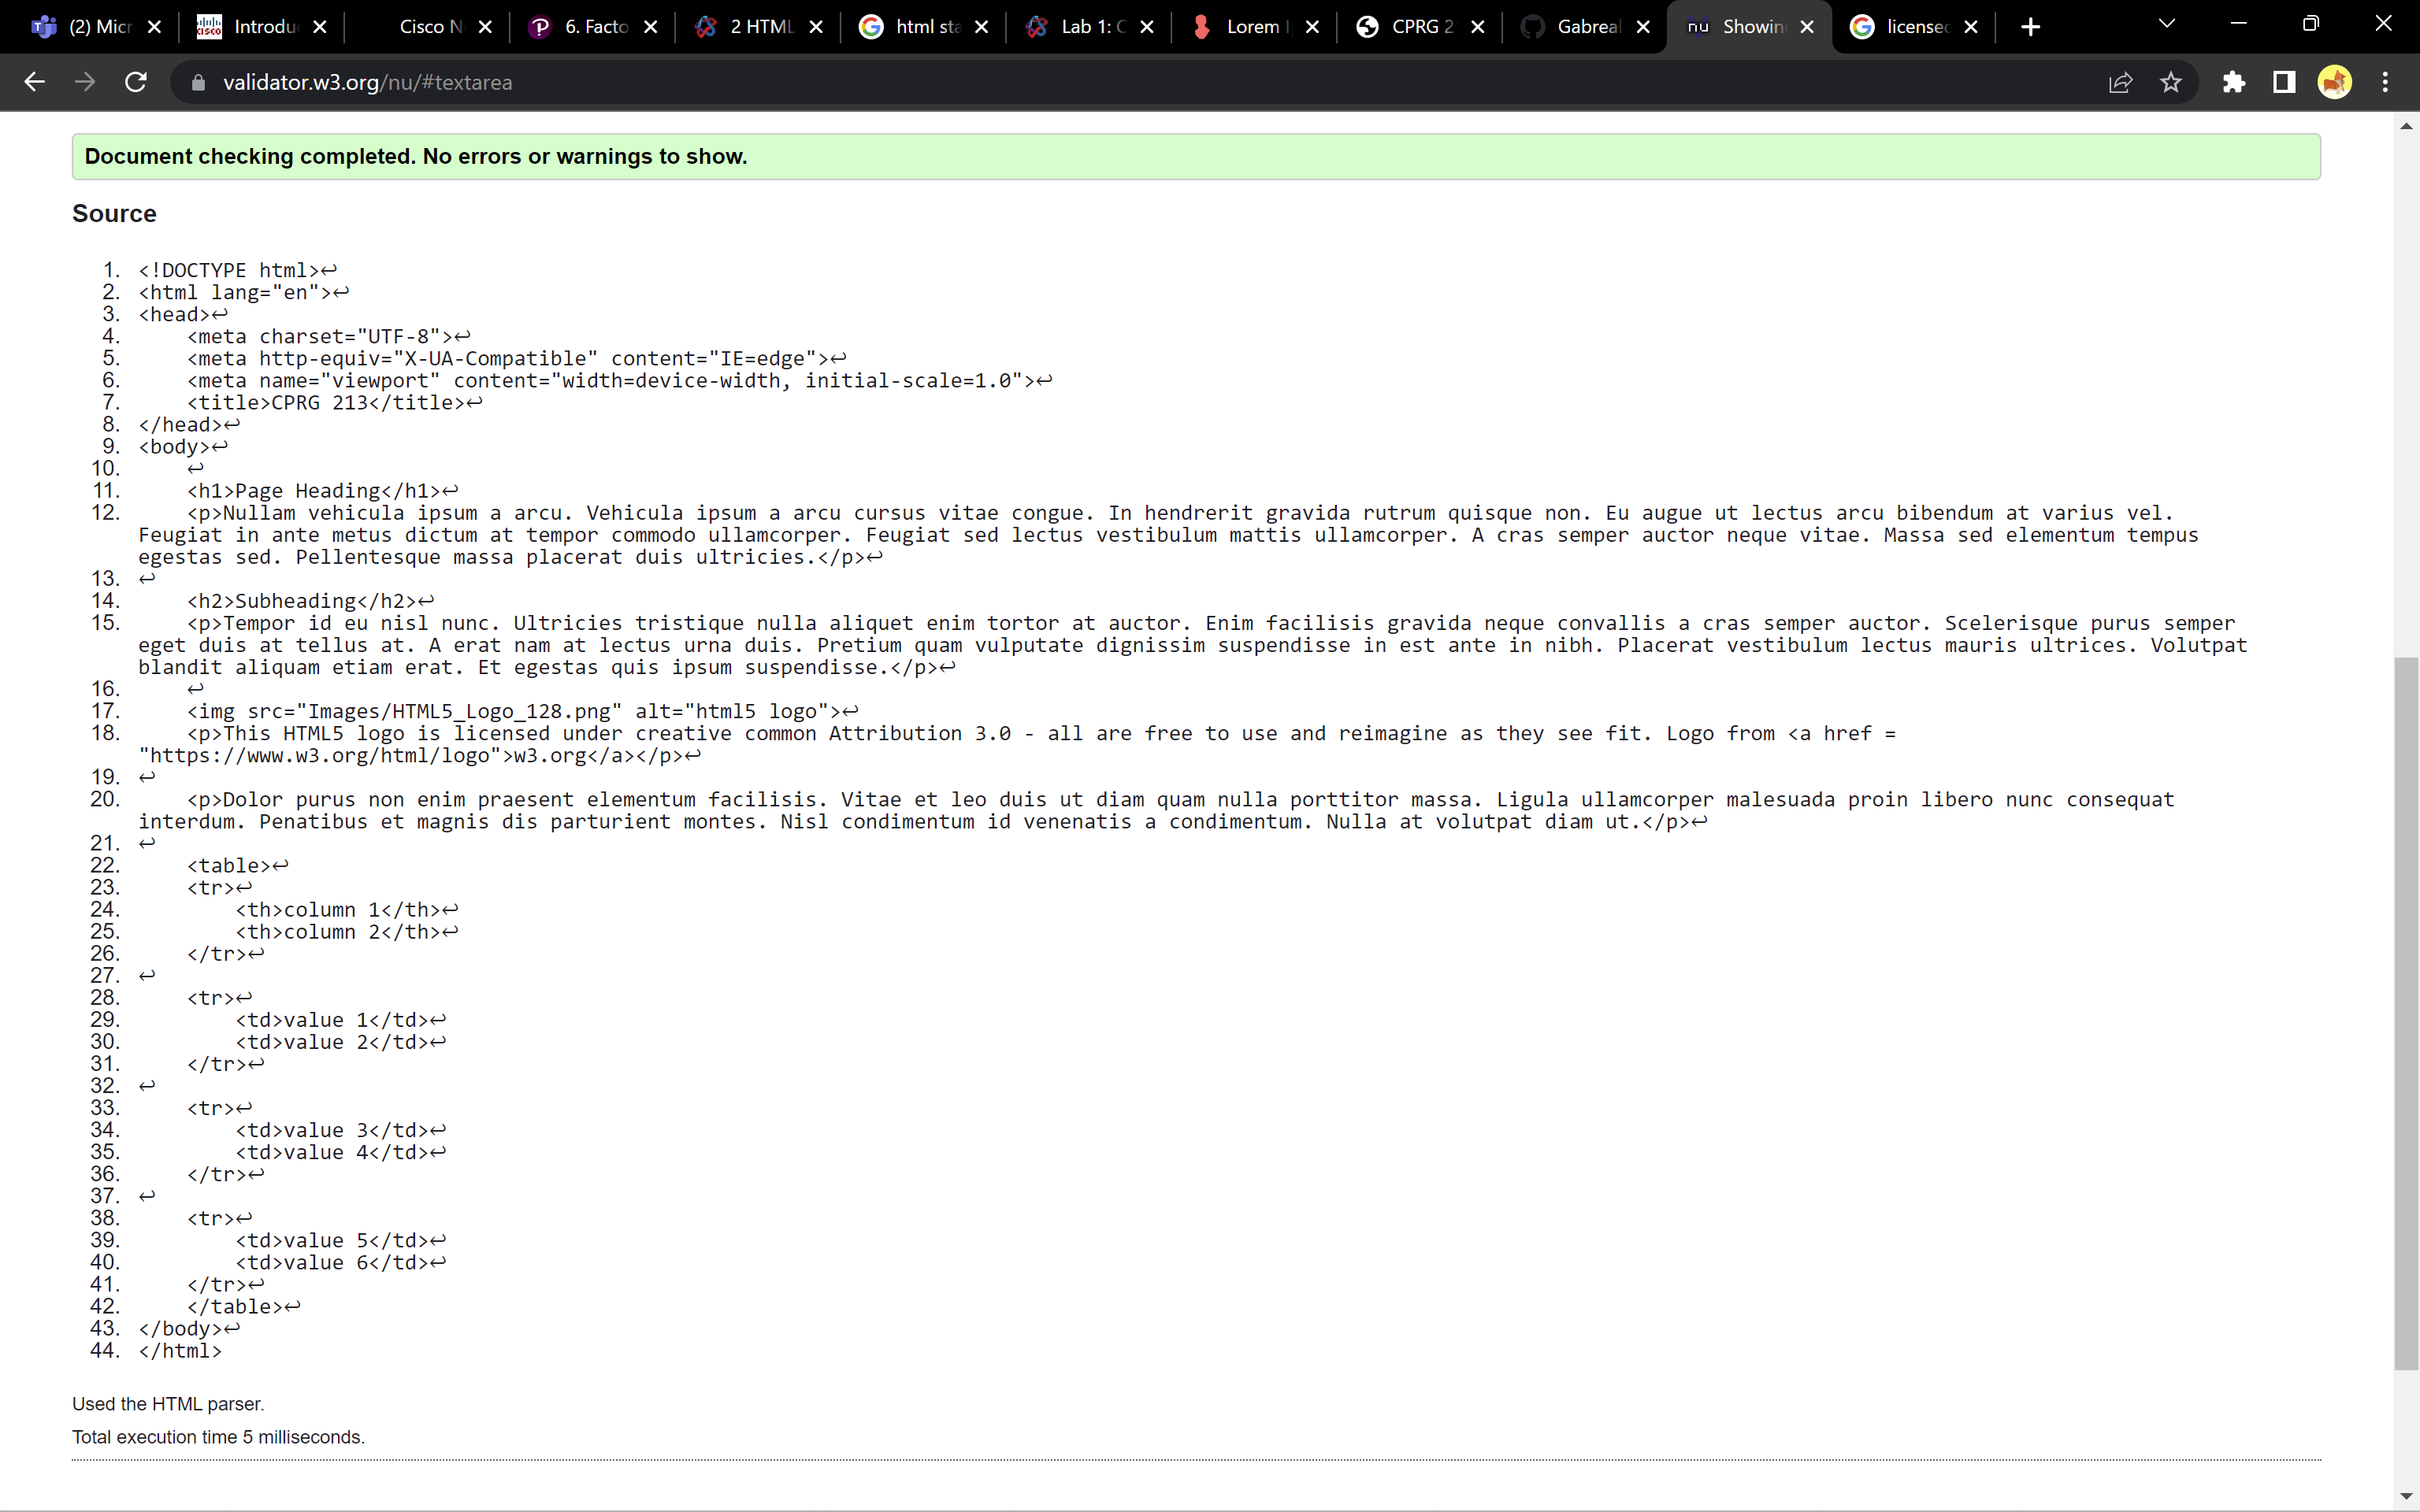 (2) Micr Introdu Cisco N 6. Facto 2 HTML html sta Lab 1: C Lorem CPRG 2 Gabreal nu Showin license
validator.w3.org/nu/#textarea
Document checking completed. No errors or warnings to show.
Source
1. <!DOCTYPE html>↩
2. <html lang="en">↩
3. <head>↩
4.     <meta charset="UTF-8">↩
5.     <meta http-equiv="X-UA-Compatible" content="IE=edge">↩
6.     <meta name="viewport" content="width=device-width, initial-scale=1.0">↩
7.     <title>CPRG 213</title>↩
8. </head>↩
9. <body>↩
10.     ↩
11.     <h1>Page Heading</h1>↩
12.     <p>Nullam vehicula ipsum a arcu. Vehicula ipsum a arcu cursus vitae congue. In hendrerit gravida rutrum quisque non. Eu augue ut lectus arcu bibendum at varius vel.
Feugiat in ante metus dictum at tempor commodo ullamcorper. Feugiat sed lectus vestibulum mattis ullamcorper. A cras semper auctor neque vitae. Massa sed elementum tempus
egestas sed. Pellentesque massa placerat duis ultricies.</p>↩
13. ↩
14.     <h2>Subheading</h2>↩
15.     <p>Tempor id eu nisl nunc. Ultricies tristique nulla aliquet enim tortor at auctor. Enim facilisis gravida neque convallis a cras semper auctor. Scelerisque purus semper
eget duis at tellus at. A erat nam at lectus urna duis. Pretium quam vulputate dignissim suspendisse in est ante in nibh. Placerat vestibulum lectus mauris ultrices. Volutpat
blandit aliquam etiam erat. Et egestas quis ipsum suspendisse.</p>↩
16.     ↩
17.     <img src="Images/HTML5_Logo_128.png" alt="html5 logo">↩
18.     <p>This HTML5 logo is licensed under creative common Attribution 3.0 - all are free to use and reimagine as they see fit. Logo from <a href =
"https://www.w3.org/html/logo">w3.org</a></p>↩
19. ↩
20.     <p>Dolor purus non enim praesent elementum facilisis. Vitae et leo duis ut diam quam nulla porttitor massa. Ligula ullamcorper malesuada proin libero nunc consequat
interdum. Penatibus et magnis dis parturient montes. Nisl condimentum id venenatis a condimentum. Nulla at volutpat diam ut.</p>↩
21. ↩
22.     <table>↩
23.     <tr>↩
24.         <th>column 1</th>↩
25.         <th>column 2</th>↩
26.     </tr>↩
27. ↩
28.     <tr>↩
29.         <td>value 1</td>↩
30.         <td>value 2</td>↩
31.     </tr>↩
32. ↩
33.     <tr>↩
34.         <td>value 3</td>↩
35.         <td>value 4</td>↩
36.     </tr>↩
37. ↩
38.     <tr>↩
39.         <td>value 5</td>↩
40.         <td>value 6</td>↩
41.     </tr>↩
42.     </table>↩
43. </body>↩
44. </html>
Used the HTML parser.
Total execution time 5 milliseconds.